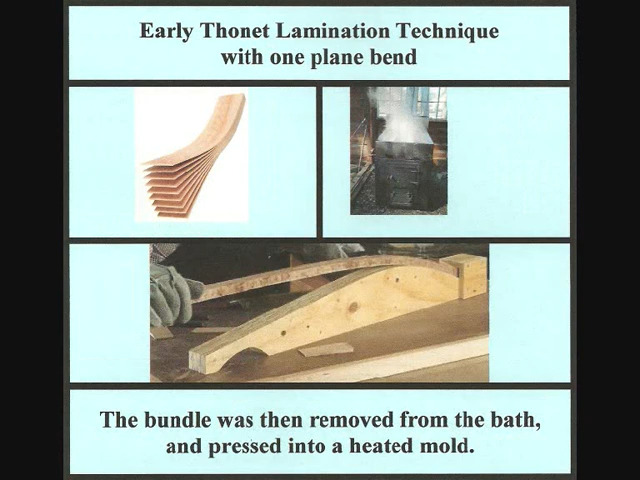 Early Thonet Lamination Technique
with one plane bend
The bundle was then removed from the bath,
and pressed into a heated mold.